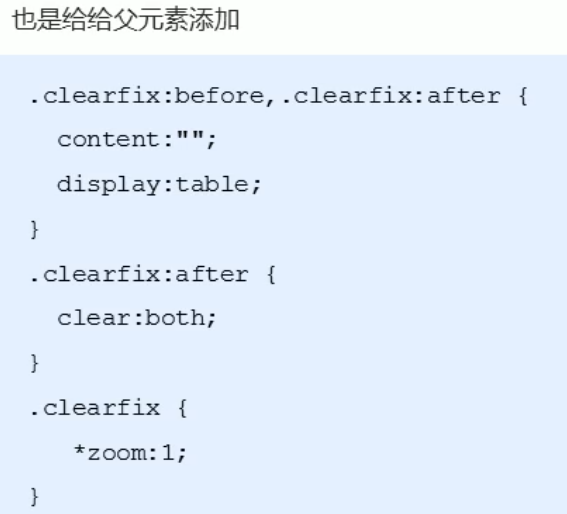 也是给给父元素添加
.clearfix:before,.clearfix:after {
content:"";
display:table;
}
.clearfix:after {
clear:both;
}
.clearfix {
*zoom:1;
}